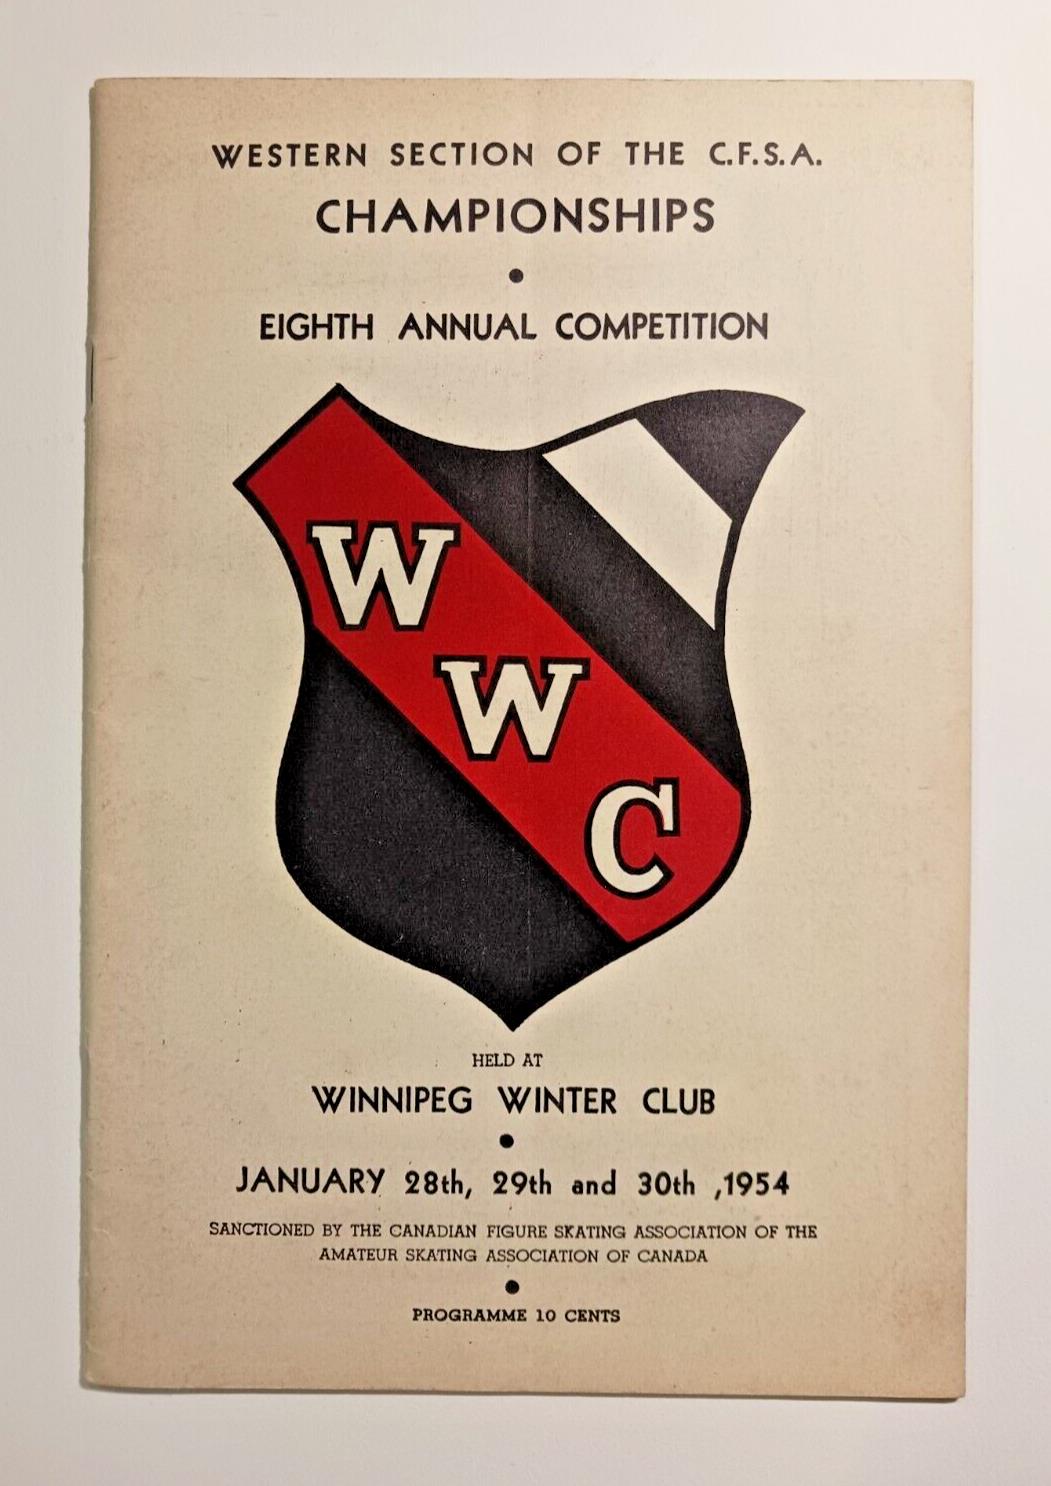 WESTERN SECTION OF THE C.F.S.A.
CHAMPIONSHIPS
•
EIGHTH ANNUAL COMPETITION
W
W
C
HELD AT
WINNIPEG WINTER CLUB
•
JANUARY 28th, 29th and 30th ,1954
SANCTIONED BY THE CANADIAN FIGURE SKATING ASSOCIATION OF THE
AMATEUR SKATING ASSOCIATION OF CANADA
•
PROGRAMME 10 CENTS